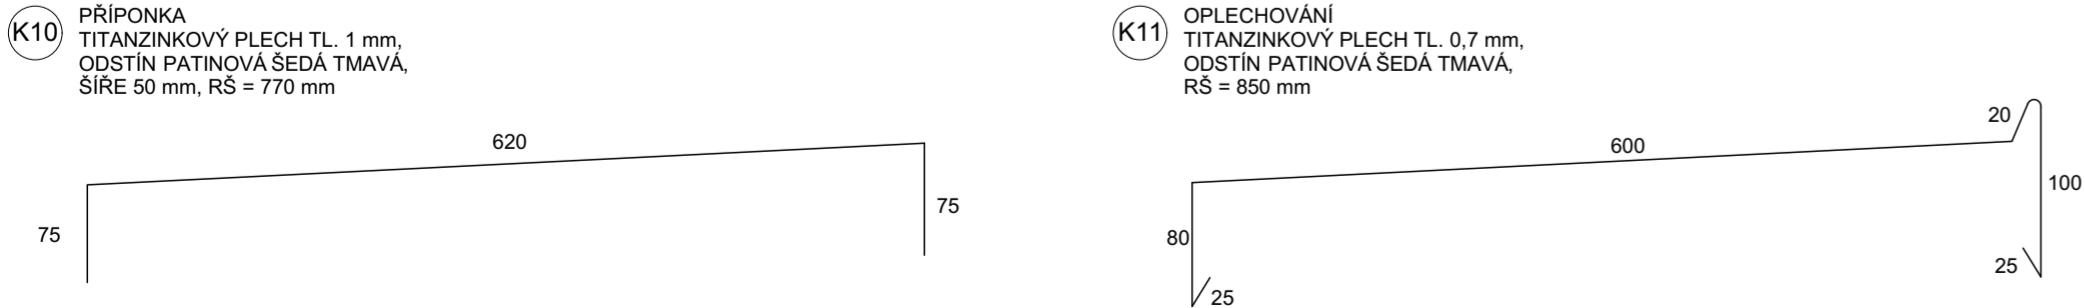 K10
PŘÍPONKA
TITANZINKOVÝ PLECH TL. 1 mm,
ODSTÍN PATINOVÁ ŠEDÁ TMAVÁ,
ŠÍŘE 50 mm, RŠ = 770 mm
620
75
75
K11
OPLECHOVÁNÍ
TITANZINKOVÝ PLECH TL. 0,7 mm,
ODSTÍN PATINOVÁ ŠEDÁ TMAVÁ,
RŠ = 850 mm
20
600
100
80
25
25